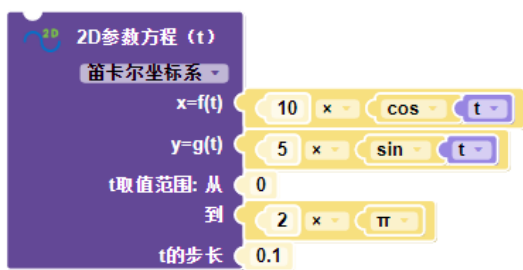 2D 2D参数方程（t）
笛卡尔坐标系
x=f(t) 10 × cos t
y=g(t) 5 × sin t
t取值范围: 从 0
到 2 × π
t的步长 0.1